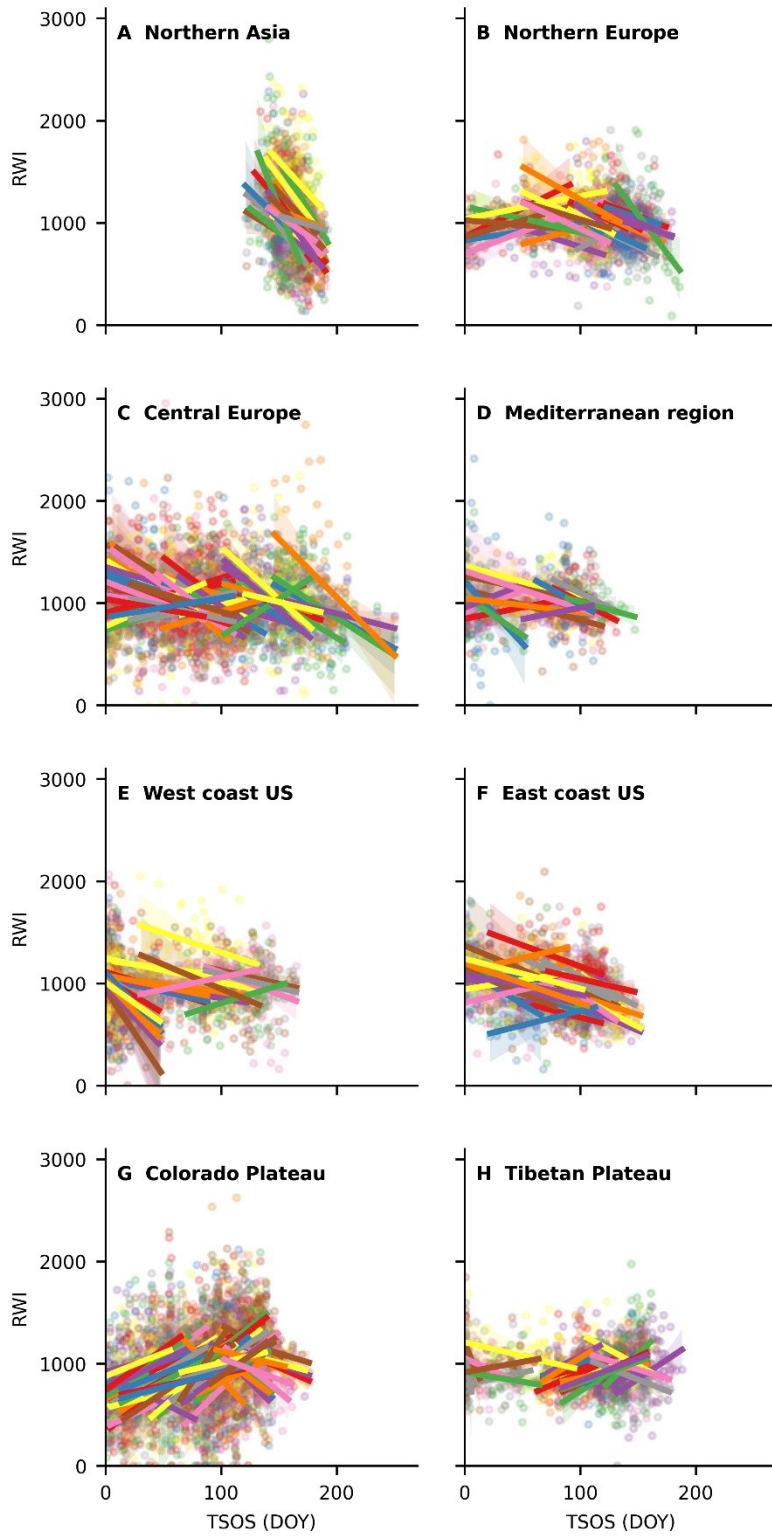 A Northern Asia
B Northern Europe
3000
2000
1000
0
RWI
C Central Europe
D Mediterranean region
3000
2000
1000
0
RWI
E West coast US
F East coast US
3000
2000
1000
0
RWI
G Colorado Plateau
H Tibetan Plateau
3000
2000
1000
0
RWI
0 100 200
0 100 200
TSOS (DOY)
TSOS (DOY)